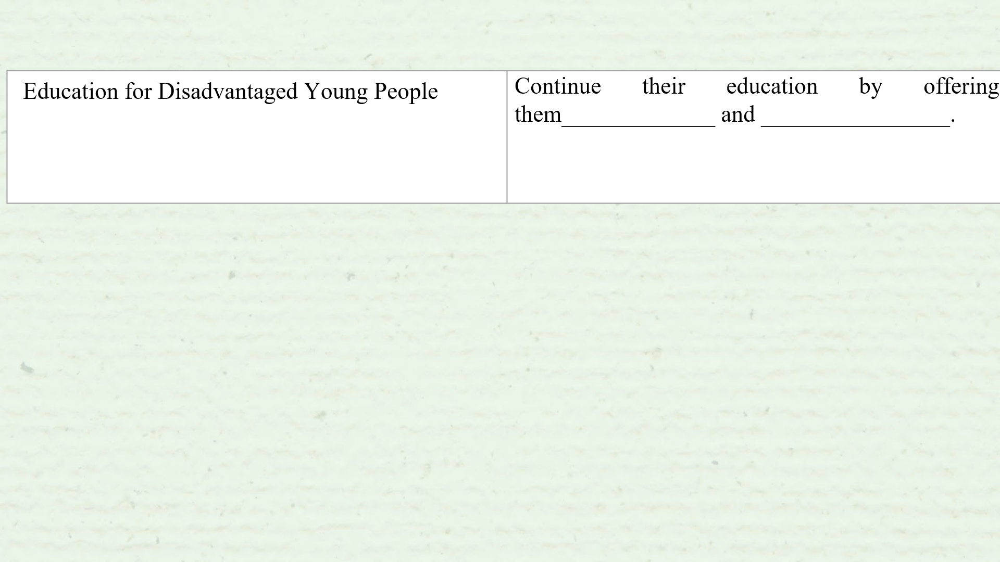 Education for Disadvantaged Young People
Continue their education by offering
them_____________ and ________________.